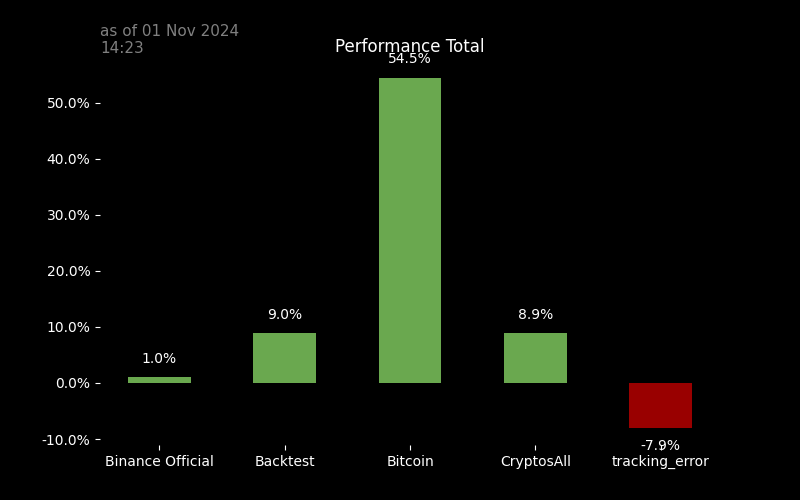 as of 01 Nov 2024
14:23
Performance Total
54.5%
50.0%
40.0%
30.0%
20.0%
10.0%
0.0%
-10.0%
1.0%
9.0%
8.9%
-7.9%
Binance Official
Backtest
Bitcoin
CryptosAll
tracking_error